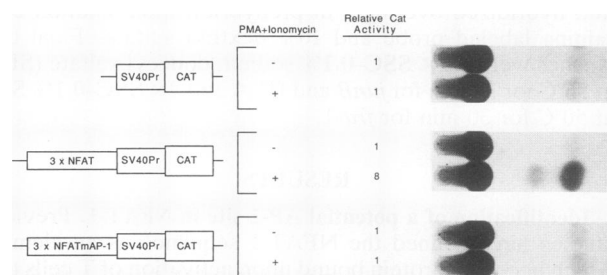 PMA+Ionomycin
Relative Cat
Activity
SV40Pr CAT
-
1
+
1
3 x NFAT SV40Pr CAT
-
1
+
8
3 x NFATmAP-1 SV40Pr CAT
-
1
+
1